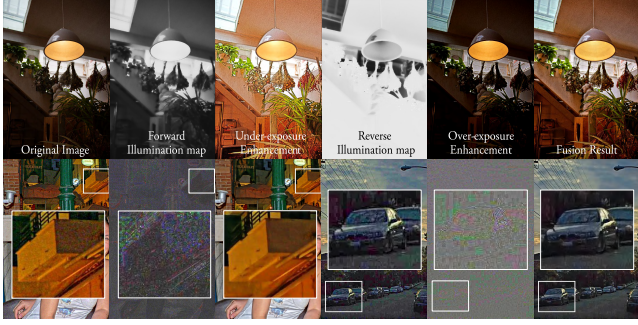 Original Image
Forward
Illumination map
Under-exposure
Enhancement
Reverse
Illumination map
Over-exposure
Enhancement
Fusion Result